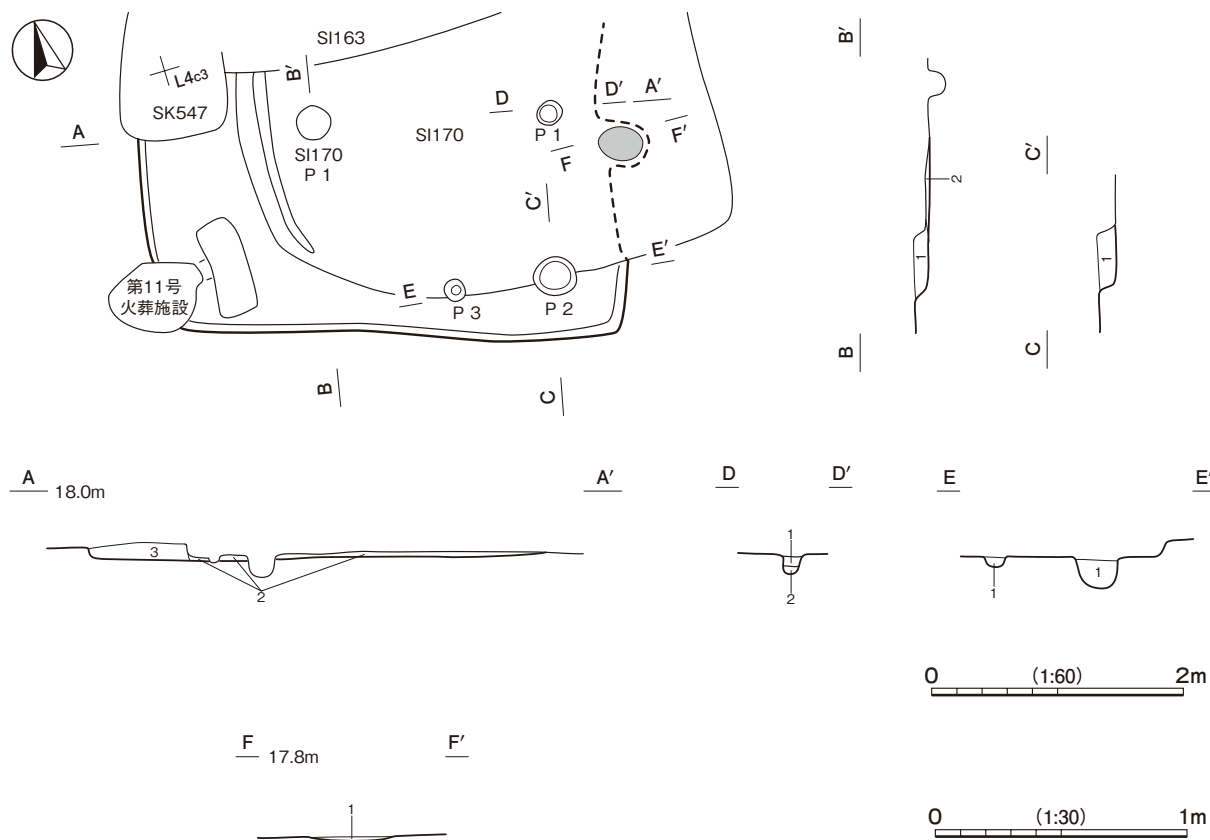 SI163
B′
B′
L4c3
SK547
A
D
D′
A′
P 1
SI170
P 1
SI170
F
F′
C′
C′
2
E′
1
1
第11号
火葬施設
E
P 3
P 2
B
C
B
C
A 18.0m
A′
D
D′
E
E′
3
2
1
2
1
1
0 (1:60) 2m
F 17.8m
F′
1
0 (1:30) 1m